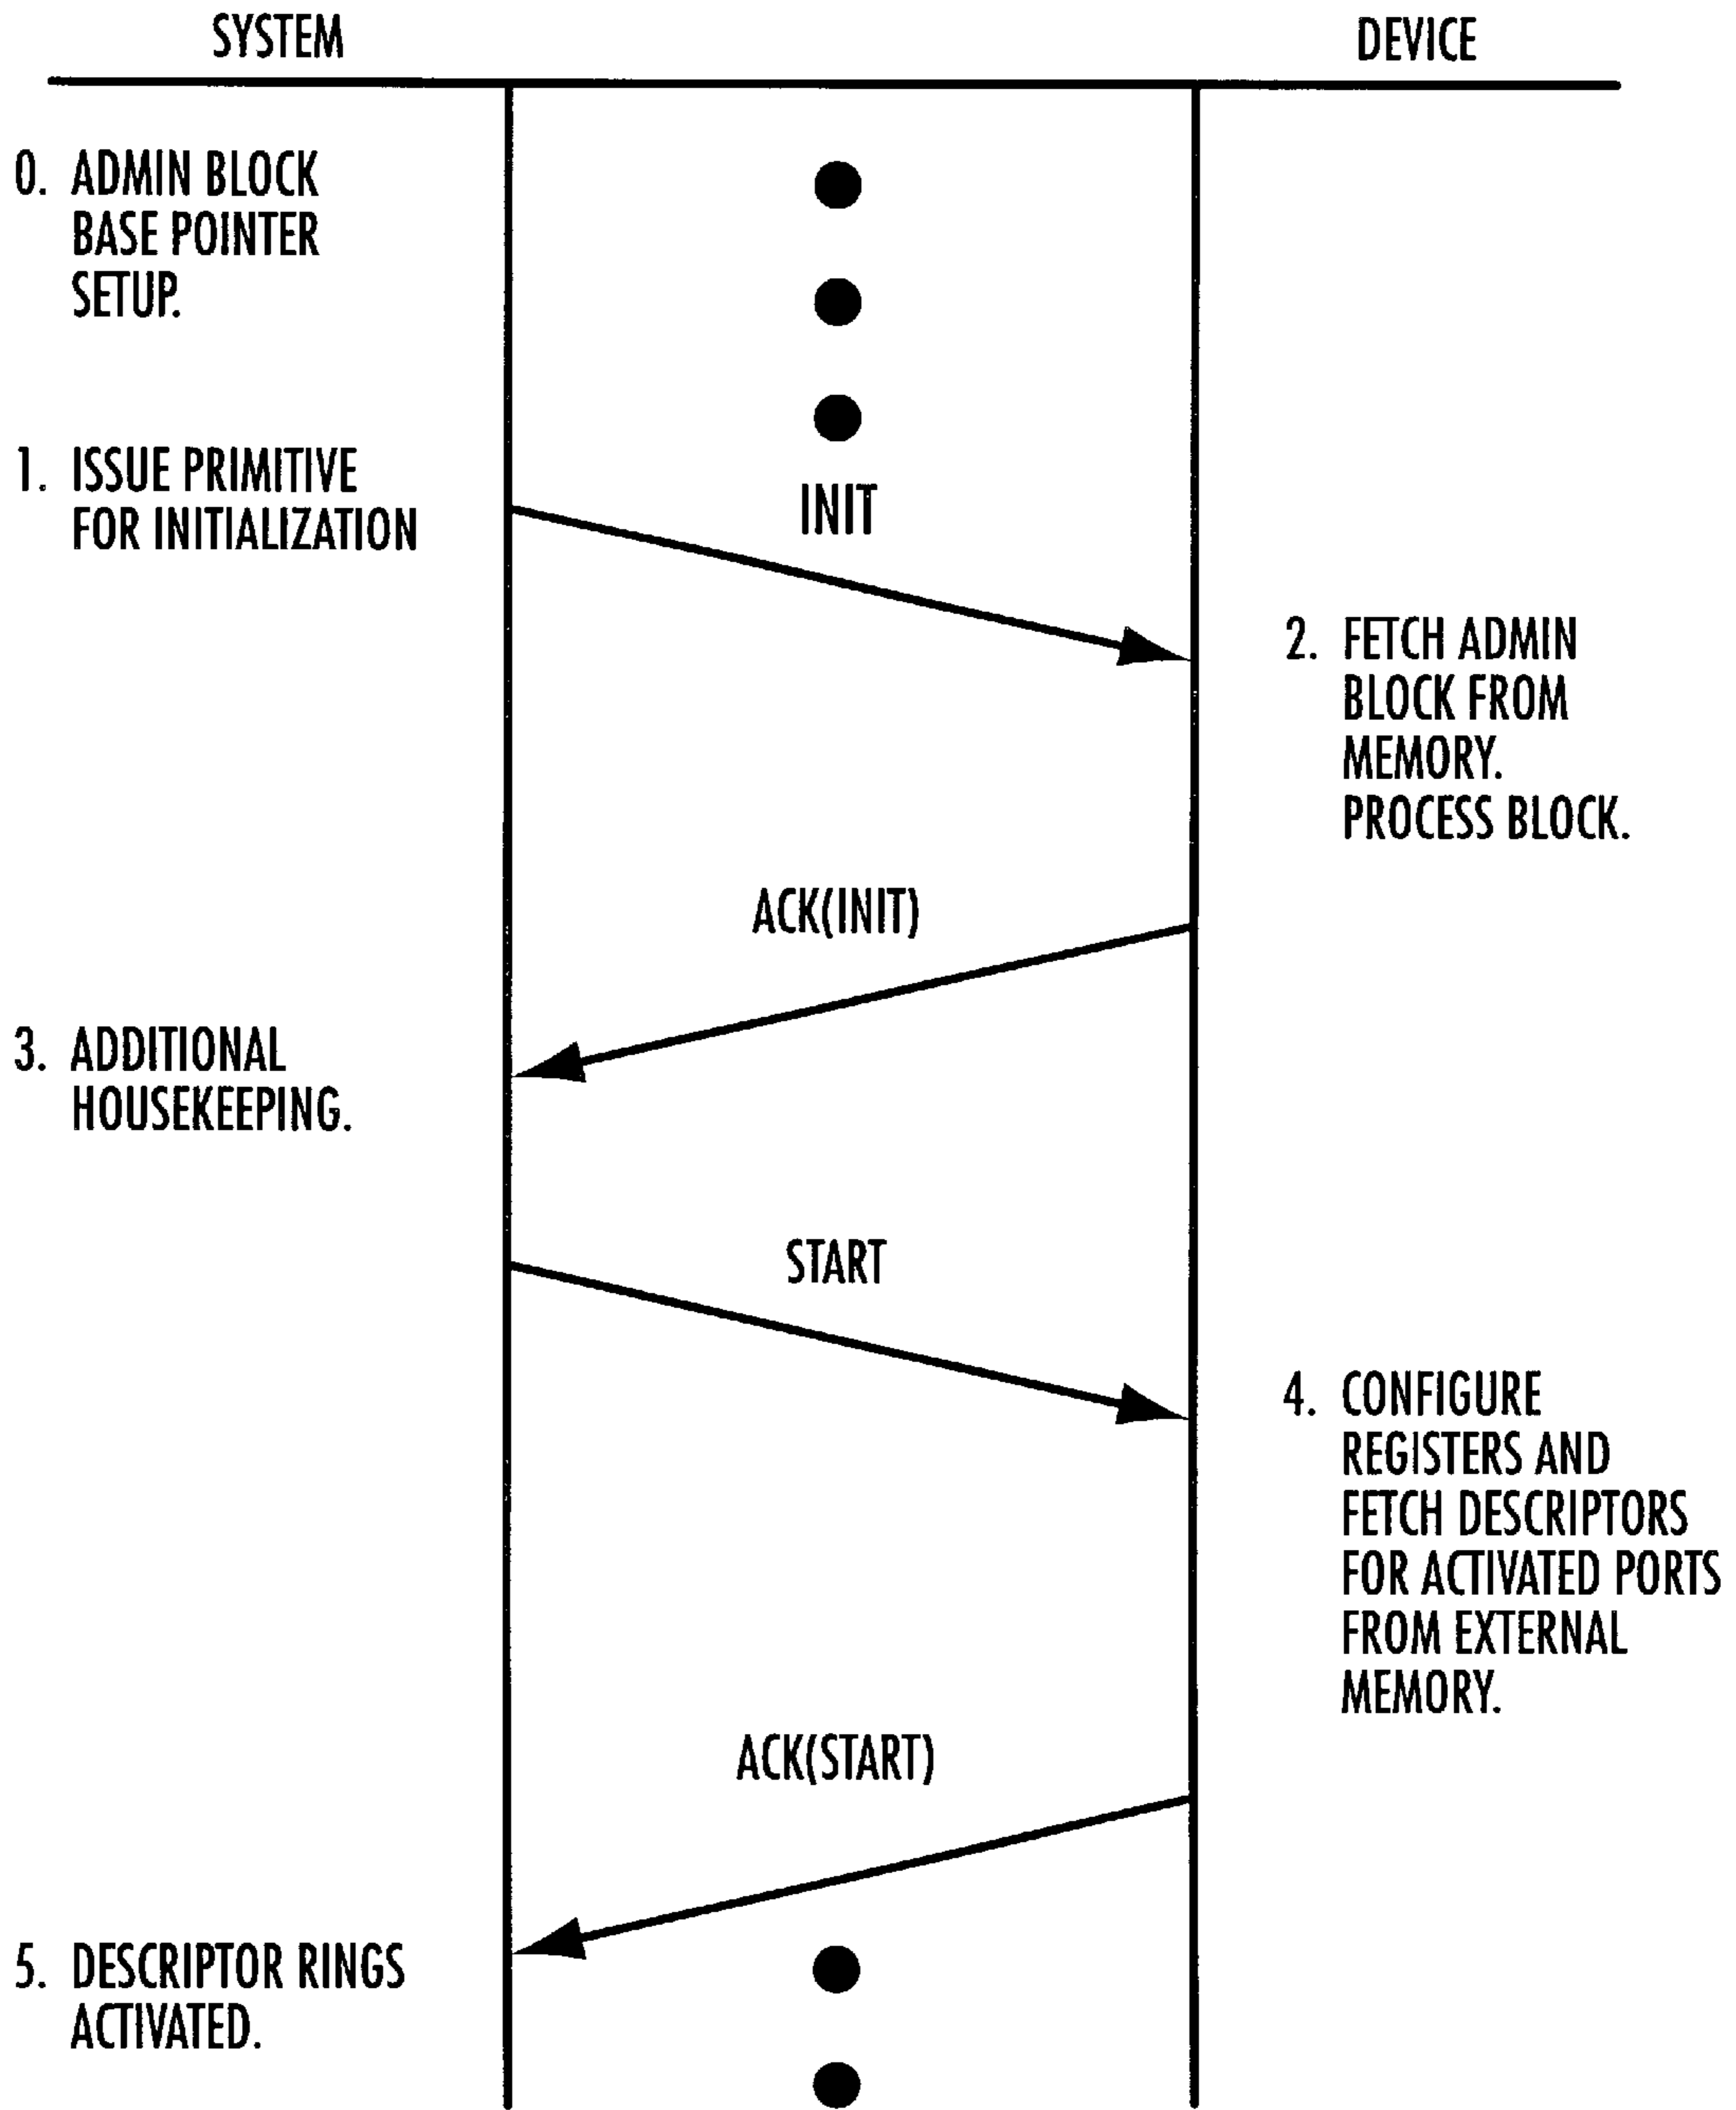 SYSTEM
DEVICE
0. ADMIN BLOCK
BASE POINTER
SETUP.
1. ISSUE PRIMITIVE
FOR INITIALIZATION
INIT
2. FETCH ADMIN
BLOCK FROM
MEMORY.
PROCESS BLOCK.
ACK(INIT)
3. ADDITIONAL
HOUSEKEEPING.
START
4. CONFIGURE
REGISTERS AND
FETCH DESCRIPTORS
FOR ACTIVATED PORTS
FROM EXTERNAL
MEMORY.
ACK(START)
5. DESCRIPTOR RINGS
ACTIVATED.